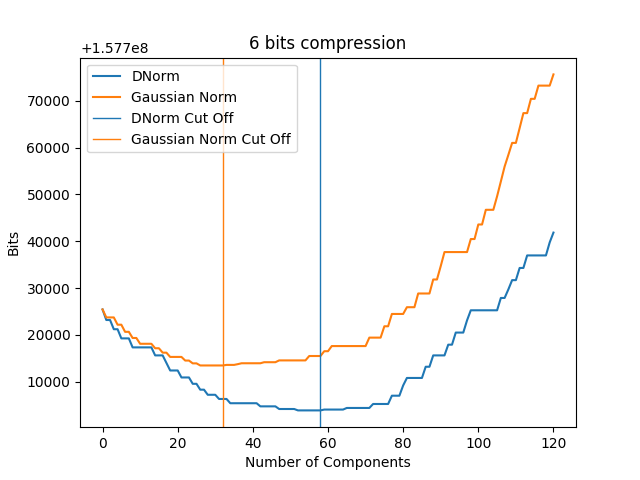 6 bits compression
+1.577e8
DNorm
Gaussian Norm
DNorm Cut Off
Gaussian Norm Cut Off
70000
60000
50000
40000
30000
20000
10000
Bits
0 20 40 60 80 100 120
Number of Components